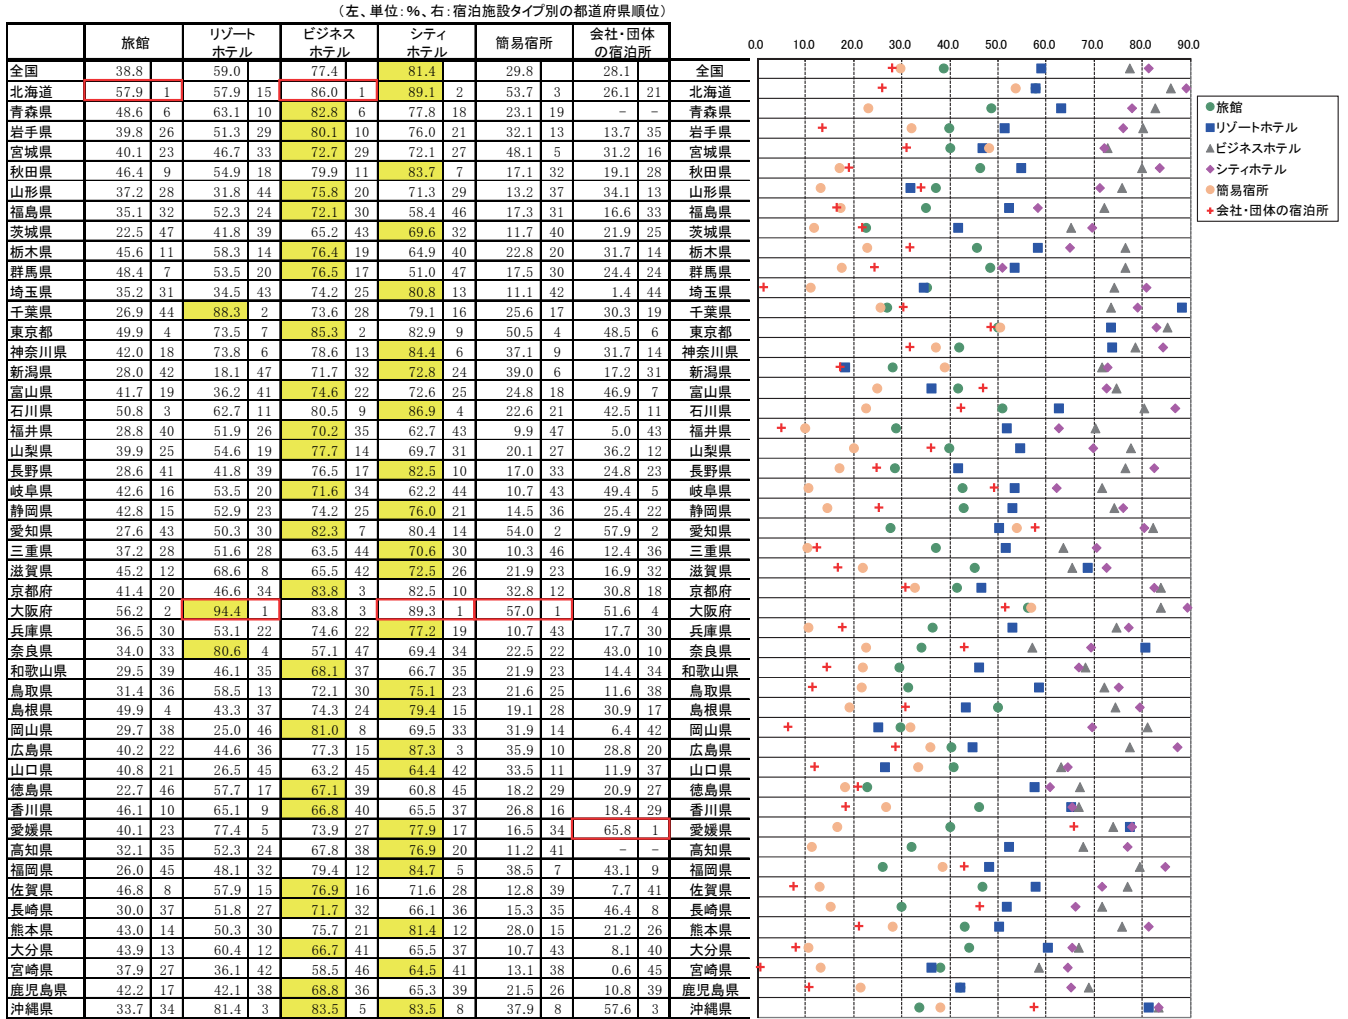 （左、単位：％、右：宿泊施設タイプ別の都道府県順位）
旅館 リゾートホテル ビジネスホテル シティホテル 簡易宿所 会社・団体の宿泊所
0.0 10.0 20.0 30.0 40.0 50.0 60.0 70.0 80.0 90.0
全国 38.8 59.0 77.4 81.4 29.8 28.1 全国
北海道 57.9 1 57.9 15 86.0 1 89.1 2 53.7 3 26.1 21 北海道
青森県 48.6 6 63.1 10 82.8 6 77.8 18 23.1 19 － － 青森県
岩手県 39.8 26 51.3 29 80.1 10 76.0 21 32.1 13 13.7 35 岩手県
宮城県 40.1 23 46.7 33 72.7 29 72.1 27 48.1 5 31.2 16 宮城県
秋田県 46.4 9 54.9 18 79.9 11 83.7 7 17.1 32 19.1 28 秋田県
山形県 37.2 28 31.8 44 75.8 20 71.3 29 13.2 37 34.1 13 山形県
福島県 35.1 32 52.3 24 72.1 30 58.4 46 17.3 31 16.6 33 福島県
茨城県 22.5 47 41.8 39 65.2 43 69.6 32 11.7 40 21.9 25 茨城県
栃木県 45.6 11 58.3 14 76.4 19 64.9 40 22.8 20 31.7 14 栃木県
群馬県 48.4 7 53.5 20 76.5 17 51.0 47 17.5 30 24.4 24 群馬県
埼玉県 35.2 31 34.5 43 74.2 25 80.8 13 11.1 42 1.4 44 埼玉県
千葉県 26.9 44 88.3 2 73.6 28 79.1 16 25.6 17 30.3 19 千葉県
東京都 49.9 4 73.5 7 85.3 2 82.9 9 50.5 4 48.5 6 東京都
神奈川県 42.0 18 73.8 6 78.6 13 84.4 6 37.1 9 31.7 14 神奈川県
新潟県 28.0 42 18.1 47 71.7 32 72.8 24 39.0 6 17.2 31 新潟県
富山県 41.7 19 36.2 41 74.6 22 72.6 25 24.8 18 46.9 7 富山県
石川県 50.8 3 62.7 11 80.5 9 86.9 4 22.6 21 42.5 11 石川県
福井県 28.8 40 51.9 26 70.2 35 62.7 43 9.9 47 5.0 43 福井県
山梨県 39.9 25 54.6 19 77.7 14 69.7 31 20.1 27 36.2 12 山梨県
長野県 28.6 41 41.8 39 76.5 17 82.5 10 17.0 33 24.8 23 長野県
岐阜県 42.6 16 53.5 20 71.6 34 62.2 44 10.7 43 49.4 5 岐阜県
静岡県 42.8 15 52.9 23 74.2 25 76.0 21 14.5 36 25.4 22 静岡県
愛知県 27.6 43 50.3 30 82.3 7 80.4 14 54.0 2 57.9 2 愛知県
三重県 37.2 28 51.6 28 63.5 44 70.6 30 10.3 46 12.4 36 三重県
滋賀県 45.2 12 68.6 8 65.5 42 72.5 26 21.9 23 16.9 32 滋賀県
京都府 41.4 20 46.6 34 83.8 3 82.5 10 32.8 12 30.8 18 京都府
大阪府 56.2 2 94.4 1 83.8 3 89.3 1 57.0 1 51.6 4 大阪府
兵庫県 36.5 30 53.1 22 74.6 22 77.2 19 10.7 43 17.7 30 兵庫県
奈良県 34.0 33 80.6 4 57.1 47 69.4 34 22.5 22 43.0 10 奈良県
和歌山県 29.5 39 46.1 35 68.1 37 66.7 35 21.9 23 14.4 34 和歌山県
鳥取県 31.4 36 58.5 13 72.1 30 75.1 23 21.6 25 11.6 38 鳥取県
島根県 49.9 4 43.3 37 74.3 24 79.4 15 19.1 28 30.9 17 島根県
岡山県 29.7 38 25.0 46 81.0 8 69.5 33 31.9 14 6.4 42 岡山県
広島県 40.2 22 44.6 36 77.3 15 87.3 3 35.9 10 28.8 20 広島県
山口県 40.8 21 26.5 45 63.2 45 64.4 42 33.5 11 11.9 37 山口県
徳島県 22.7 46 57.7 17 67.1 39 60.8 45 18.2 29 20.9 27 徳島県
香川県 46.1 10 65.1 9 66.8 40 65.5 37 26.8 16 18.4 29 香川県
愛媛県 40.1 23 77.4 5 73.9 27 77.9 17 16.5 34 65.8 1 愛媛県
高知県 32.1 35 52.3 24 67.8 38 76.9 20 11.2 41 － － 高知県
福岡県 26.0 45 48.1 32 79.4 12 84.7 5 38.5 7 43.1 9 福岡県
佐賀県 46.8 8 57.9 15 76.9 16 71.6 28 12.8 39 7.7 41 佐賀県
長崎県 30.0 37 51.8 27 71.7 32 66.1 36 15.3 35 46.4 8 長崎県
熊本県 43.0 14 50.3 30 75.7 21 81.4 12 28.0 15 21.2 26 熊本県
大分県 43.9 13 60.4 12 66.7 41 65.5 37 10.7 43 8.1 40 大分県
宮崎県 37.9 27 36.1 42 58.5 46 64.5 41 13.1 38 0.6 45 宮崎県
鹿児島県 42.2 17 42.1 38 68.8 36 65.3 39 21.5 26 10.8 39 鹿児島県
沖縄県 33.7 34 81.4 3 83.5 5 83.5 8 37.9 8 57.6 3 沖縄県
旅館
リゾートホテル
ビジネスホテル
シティホテル
簡易宿所
会社・団体の宿泊所